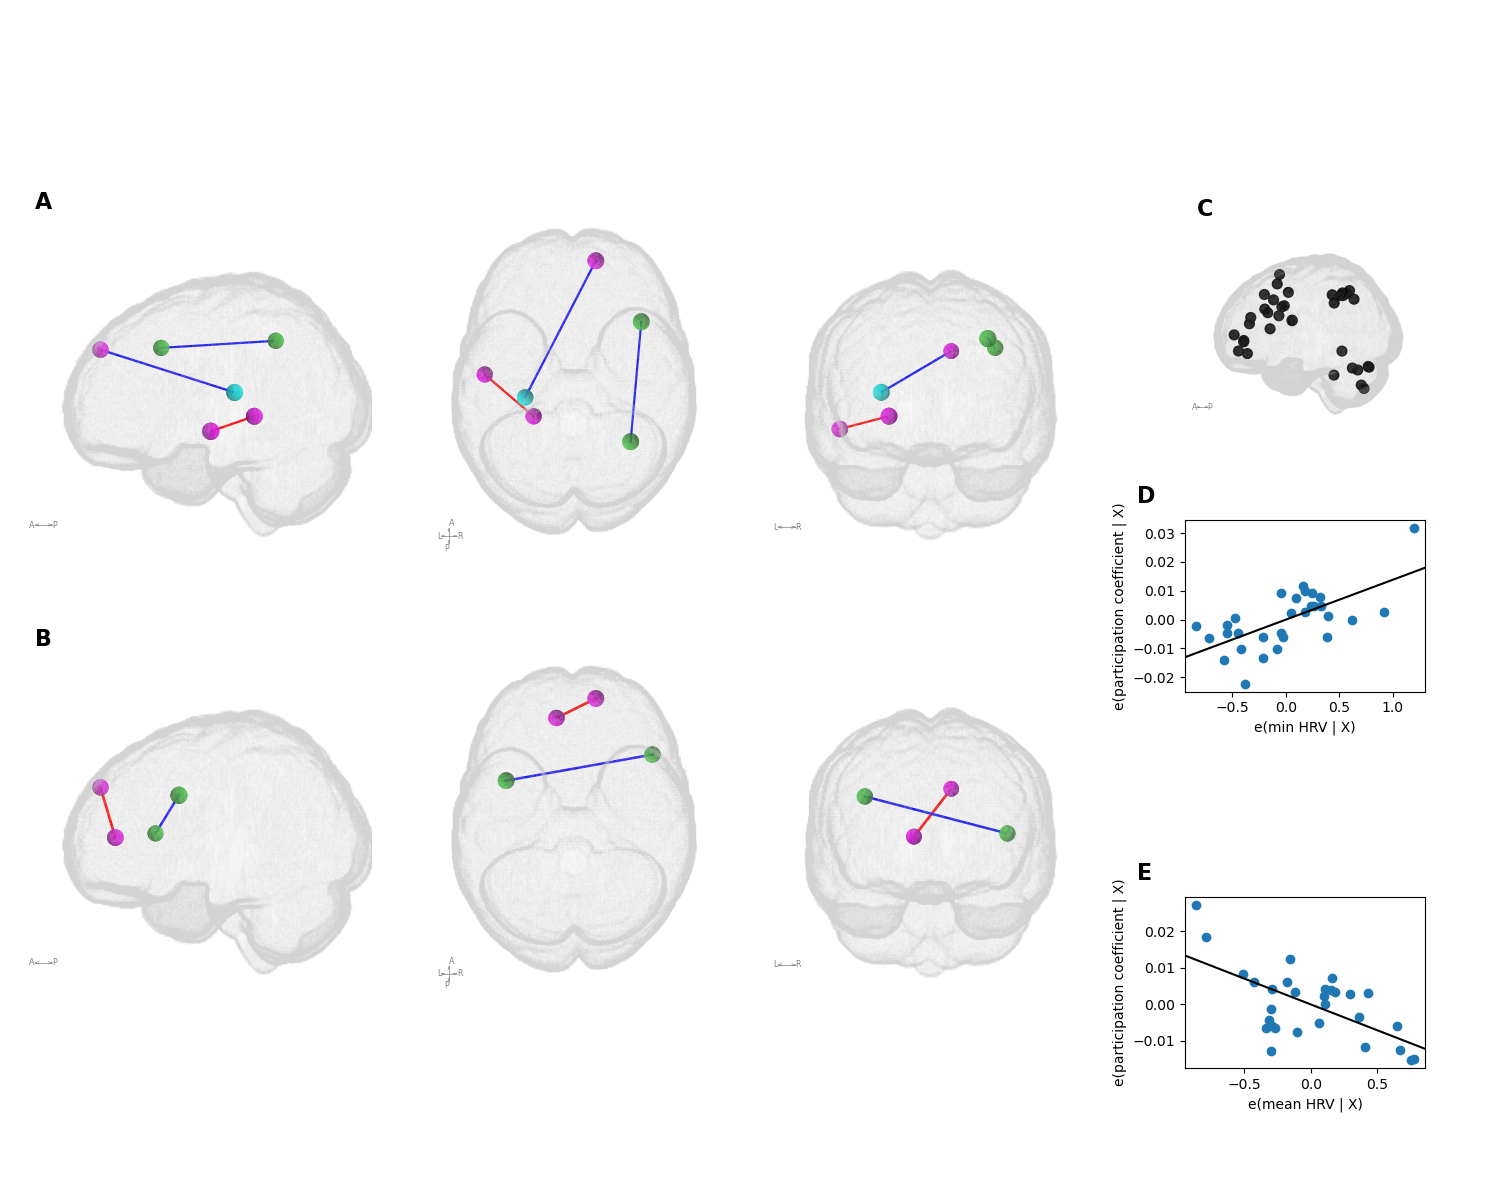 A
C
A P
D
e(participation coefficient | X)
0.03
0.02
0.01
0.00
−0.01
−0.02
−0.5 0.0 0.5 1.0
e(min HRV | X)
A P
A
L R
P
L R
B
E
e(participation coefficient | X)
0.02
0.01
0.00
−0.01
−0.5 0.0 0.5
e(mean HRV | X)
A P
A
L R
P
L R